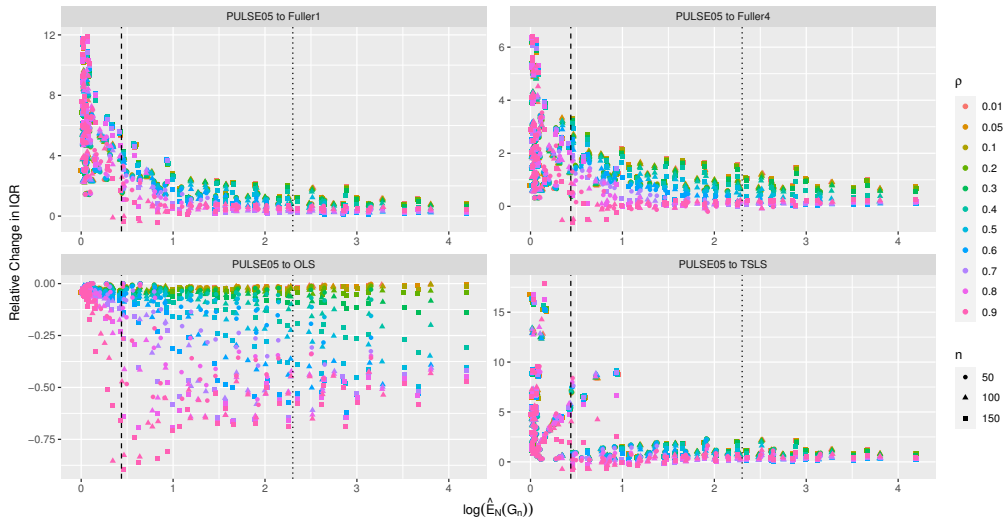 PULSE05 to Fuller1
PULSE05 to Fuller4
12
8
4
0
6
4
2
0
0 1 2 3 4
0 1 2 3 4
PULSE05 to OLS
PULSE05 to TSLS
0.00
−0.25
−0.50
−0.75
15
10
5
0
0 1 2 3 4
0 1 2 3 4
Relative Change in IQR
log(Ê_N(G_n))
ρ
0.01
0.05
0.1
0.2
0.3
0.4
0.5
0.6
0.7
0.8
0.9
n
50
100
150